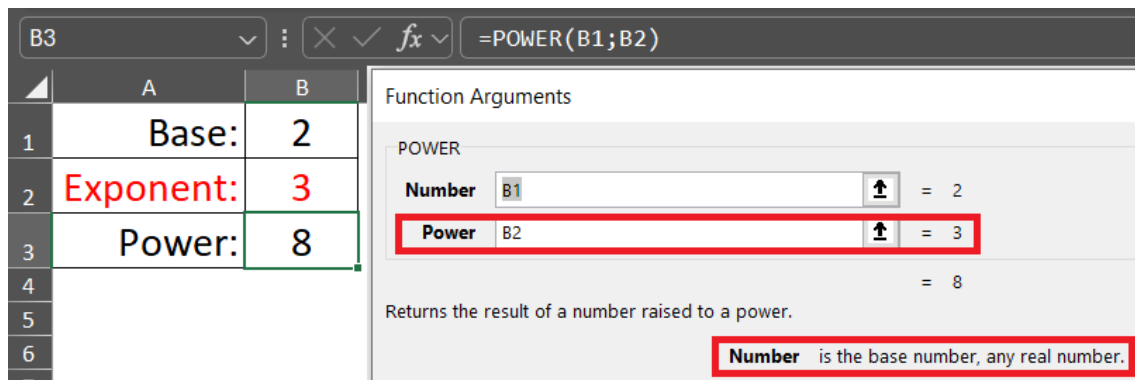 B3 fx =POWER(B1;B2)
A B
1 Base: 2
2 Exponent: 3
3 Power: 8
4
5
6
Function Arguments
POWER
Number B1 = 2
Power B2 = 3
= 8
Returns the result of a number raised to a power.
Number is the base number, any real number.